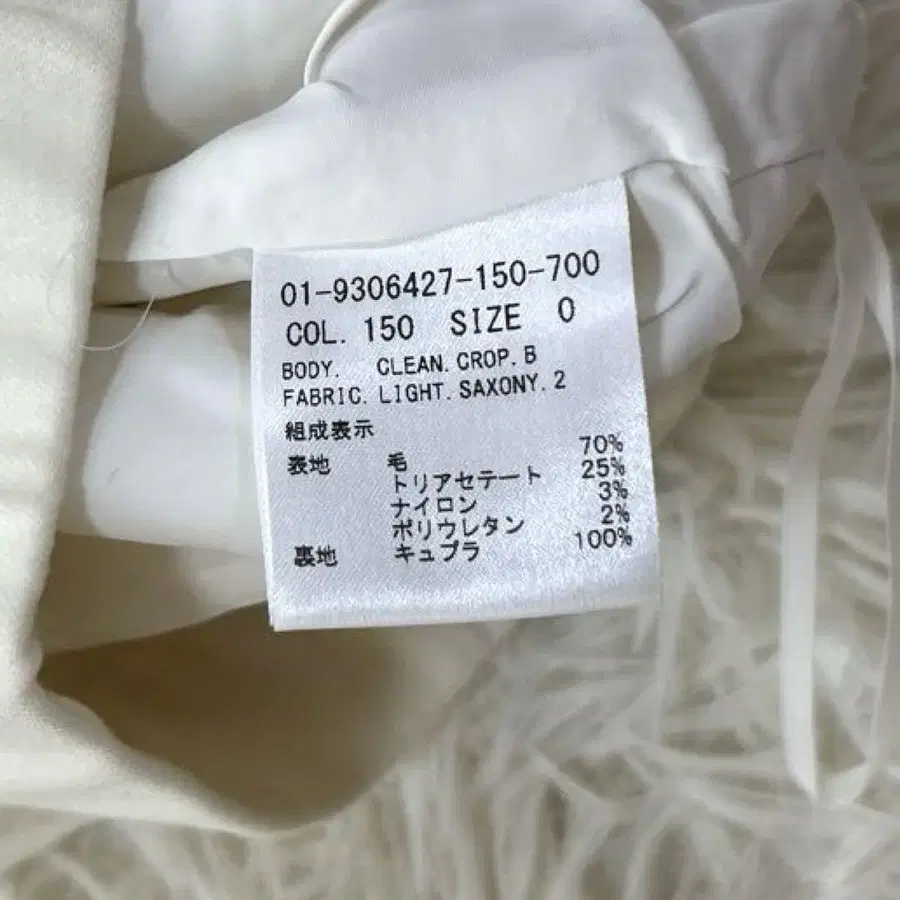 01-9306427-150-700
COL. 150 SIZE 0
BODY. CLEAN.CROP.B
FABRIC. LIGHT.SAXONY.2
組成表示
表地 毛 70%
トリアセテート 25%
ナイロン 3%
ポリウレタン 2%
裏地 キュプラ 100%